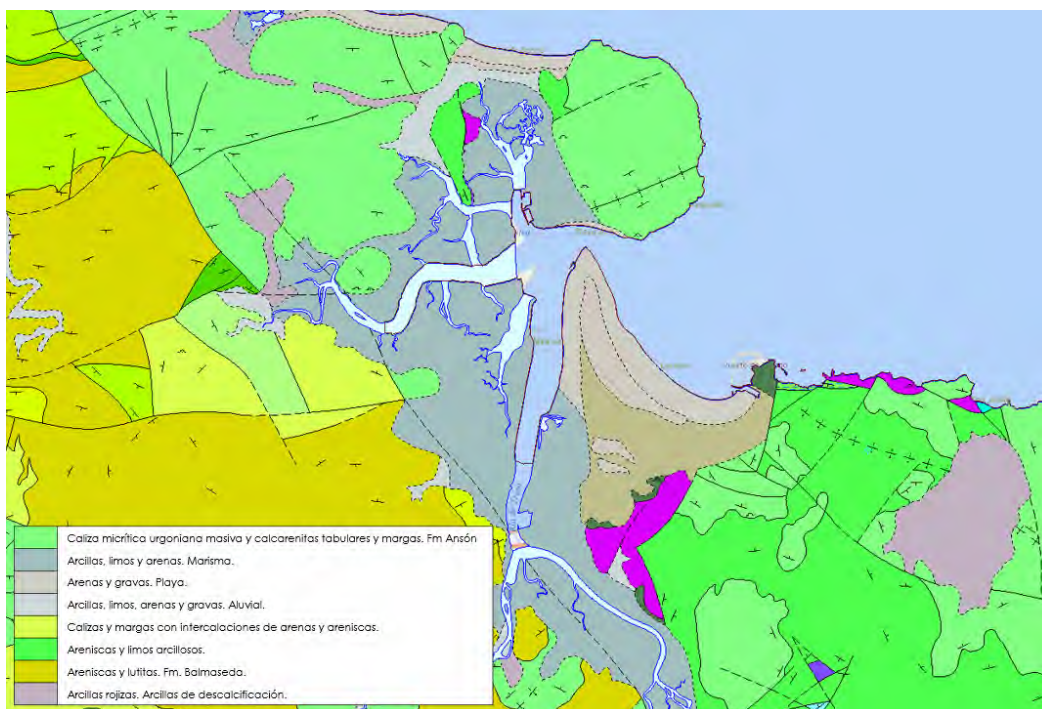 Caliza micrítica urgoniana masiva y calcarenitas tabulares y margas. Fm Ansón
Arcillas, limos y arenas. Marisma.
Arenas y gravas. Playa.
Arcillas, limos, arenas y gravas. Aluvial.
Calizas y margas con intercalaciones de arenas y areniscas.
Areniscas y limos arcillosos.
Areniscas y lutitas. Fm. Balmaseda.
Arcillas rojizas. Arcillas de descalcificación.